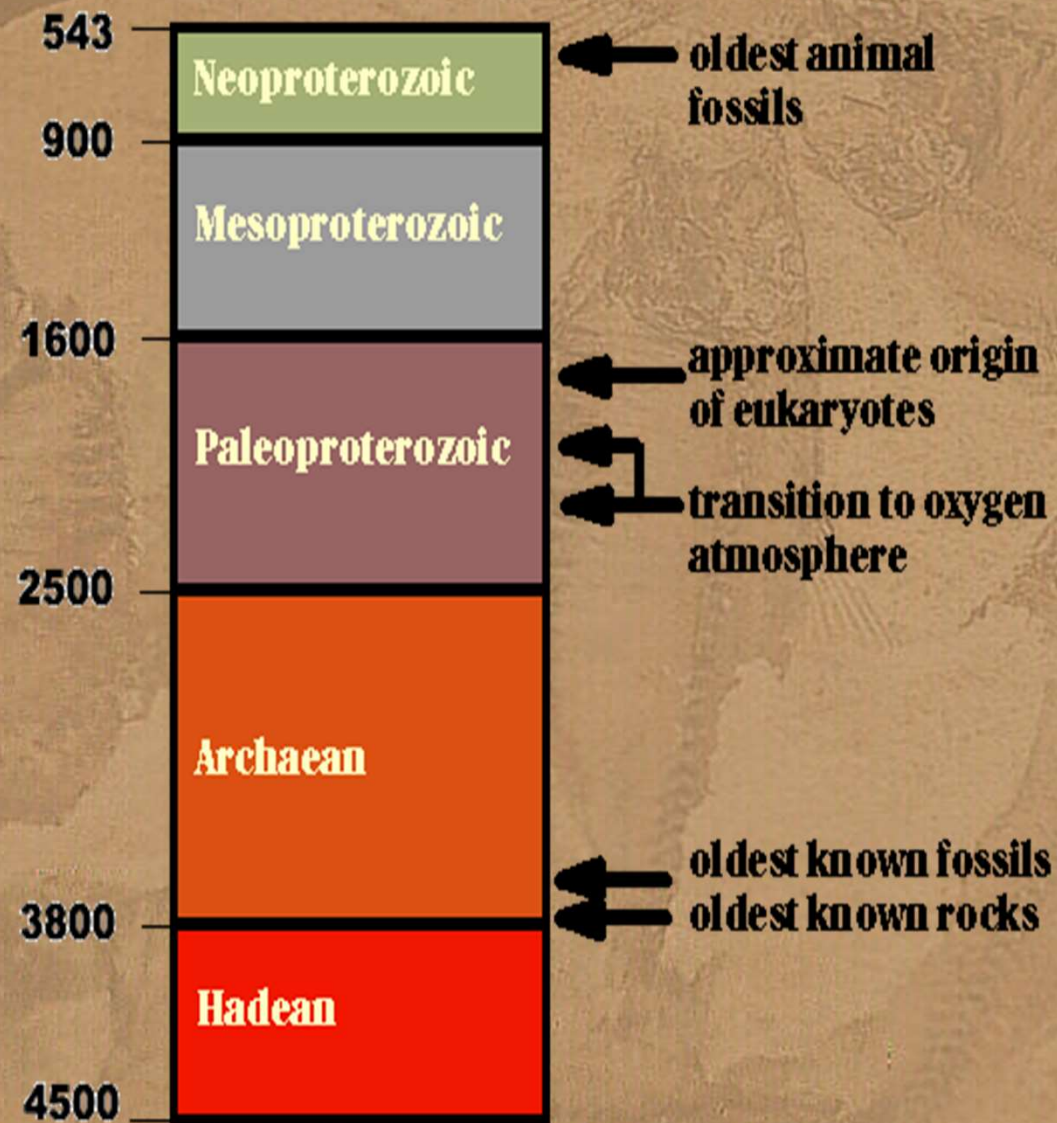 543
Neoproterozoic
oldest animal
fossils
900
Mesoproterozoic
1600
approximate origin
of eukaryotes
Paleoproterozoic
transition to oxygen
atmosphere
2500
Archaean
oldest known fossils
oldest known rocks
3800
Hadean
4500